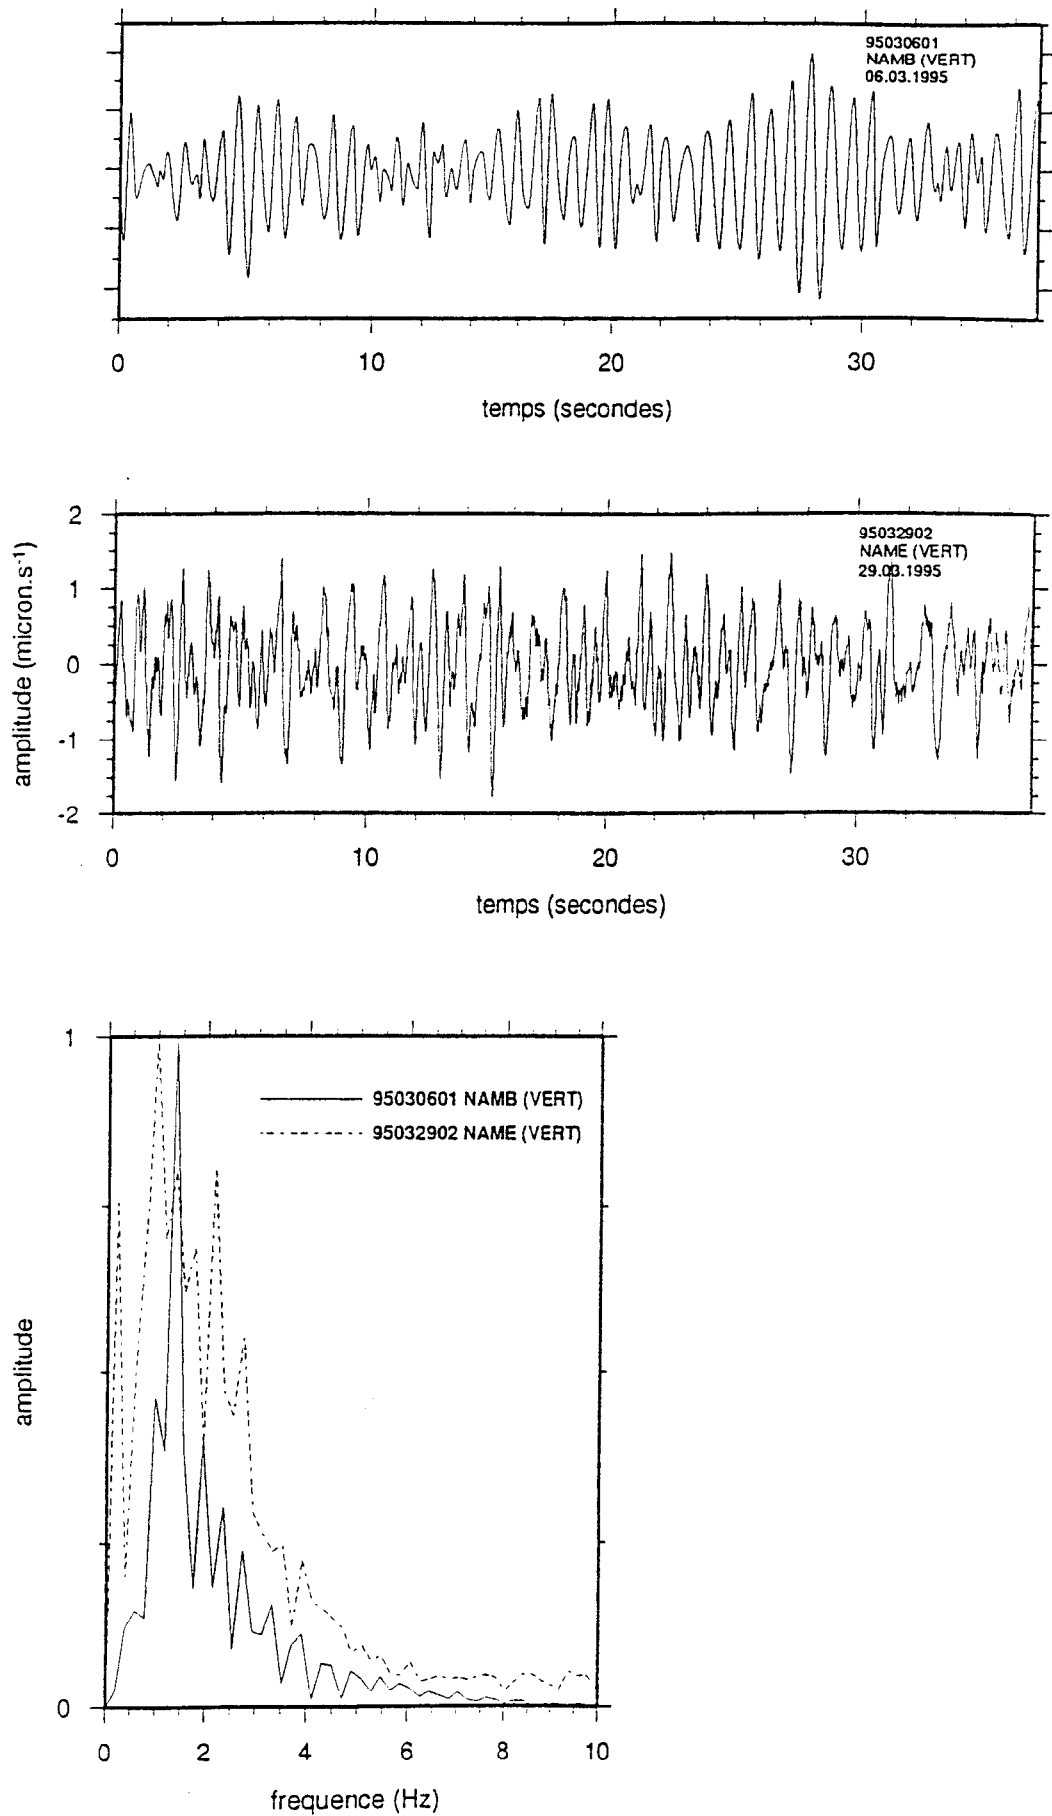 95030601
NAMB (VERT)
06.03.1995
0 10 20 30
temps (secondes)
95032902
NAME (VERT)
29.03.1995
amplitude (micron.s-1)
2
1
0
-1
-2
0 10 20 30
temps (secondes)
1
95030601 NAMB (VERT)
95032902 NAME (VERT)
amplitude
0
0 2 4 6 8 10
frequence (Hz)